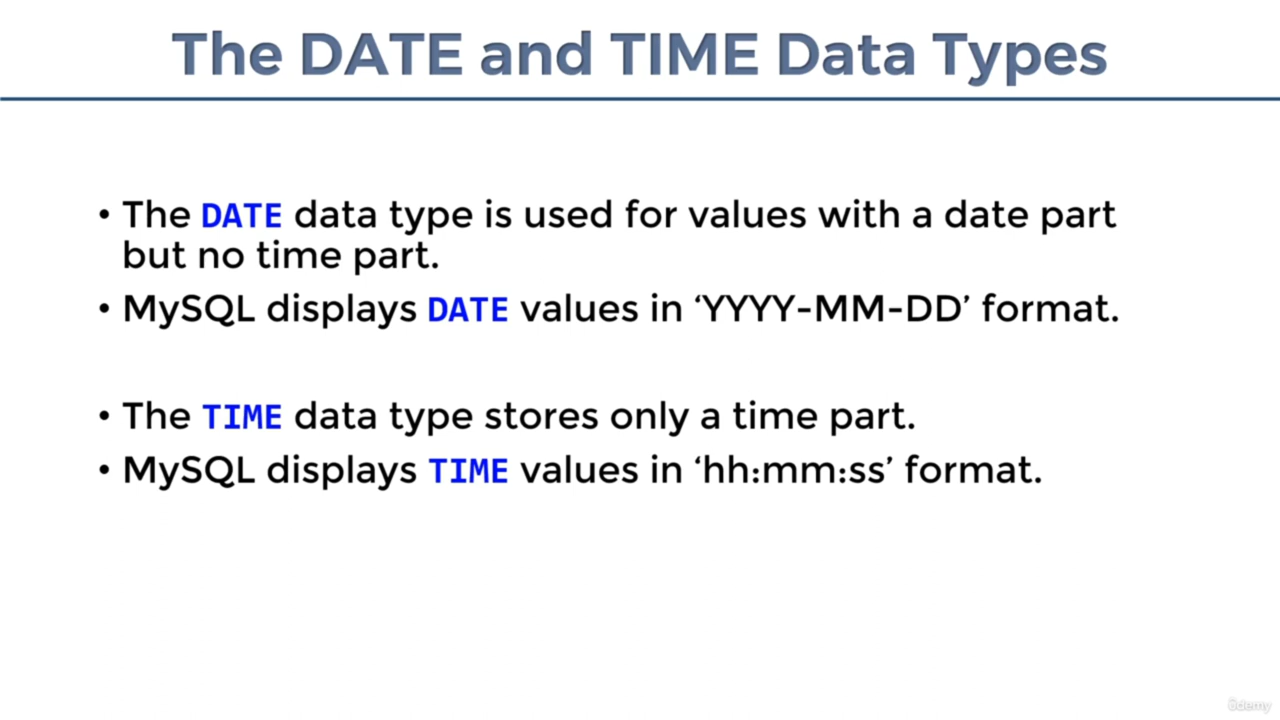 The DATE and TIME Data Types
• The DATE data type is used for values with a date part
but no time part.
• MySQL displays DATE values in ‘YYYY-MM-DD’ format.
• The TIME data type stores only a time part.
• MySQL displays TIME values in ‘hh:mm:ss’ format.
ûdemy